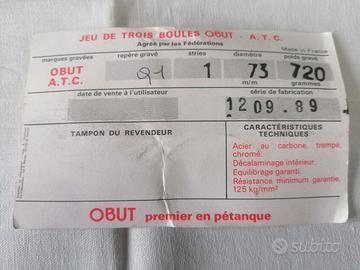 JEU DE TROIS BOULES OBUT - A.T.C.
Agréé par les Fédérations
Made in France
marques gravées
repère gravé
stries
diamètre
poids gravé
OBUT
A.T.C.
Q1
1
73
720
m/m
grammes
date de vente à l'utilisateur
série de fabrication
12 09.89
TAMPON DU REVENDEUR
CARACTÉRISTIQUES
TECHNIQUES
Acier au carbone, trempé,
chromé.
Décalaminage intérieur.
Equilibrage garanti.
Résistance minimum garantie,
125 kg/mm²
OBUT premier en pétanque
subito